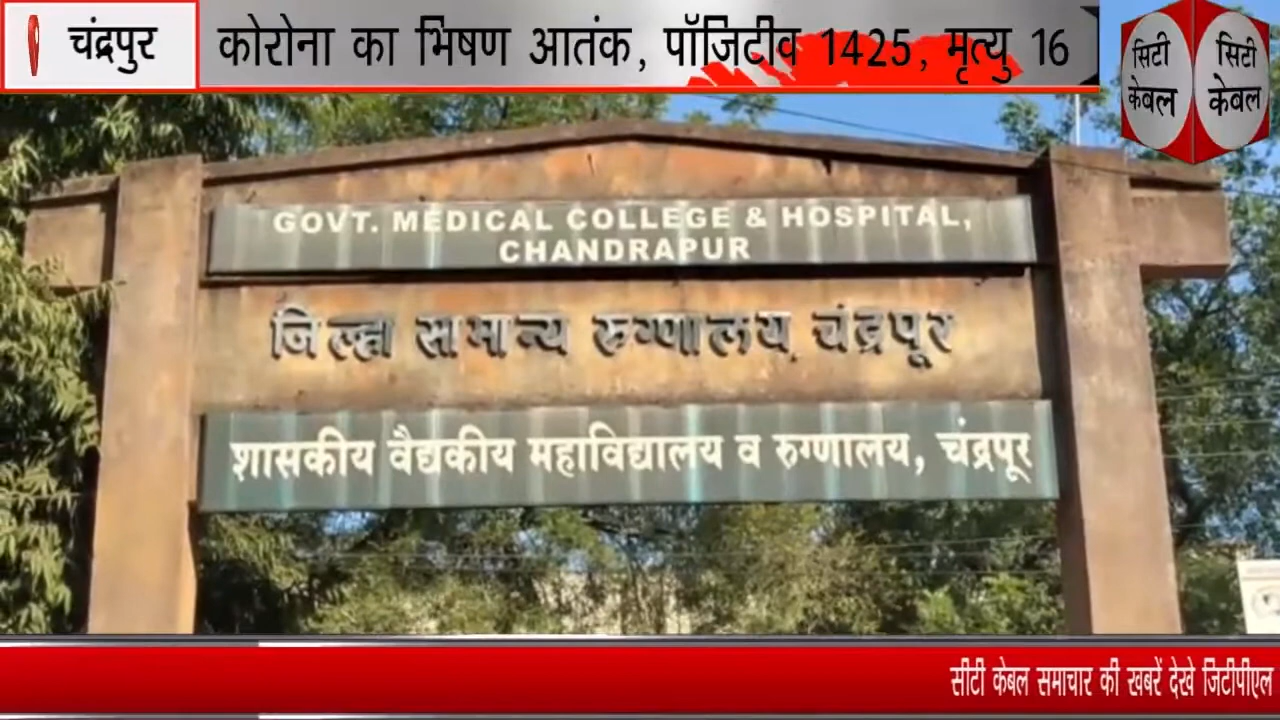 चंद्रपुर
कोरोना का भिषण आतंक, पॉजिटीव 1425, मृत्यु 16
सिटी केबल
सिटी केबल
GOVT. MEDICAL COLLEGE & HOSPITAL,
CHANDRAPUR
जिल्हा सामान्य रुग्णालय चंद्रपूर
शासकीय वैद्यकीय महाविद्यालय व रुग्णालय, चंद्रपूर
सीटी केबल समाचार की खबरें देखे जिटीपीएल